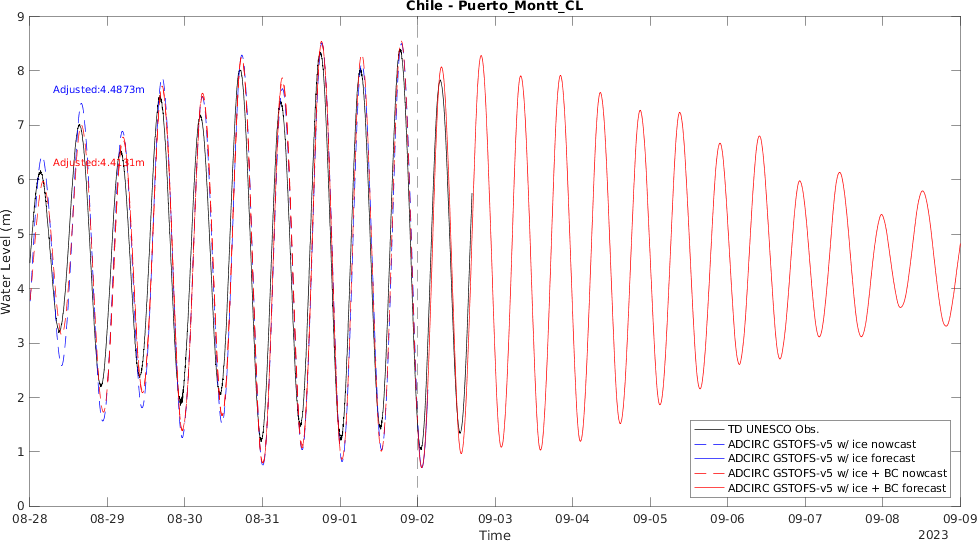 Chile - Puerto_Montt_CL
9
8
7
6
5
4
3
2
1
0
Water Level (m)
Adjusted:4.4873m
TD UNESCO Obs.
ADCIRC GSTOFS-v5 w/ ice nowcast
ADCIRC GSTOFS-v5 w/ ice forecast
ADCIRC GSTOFS-v5 w/ ice + BC nowcast
ADCIRC GSTOFS-v5 w/ ice + BC forecast
08-28 08-29 08-30 08-31 09-01 09-02 09-03 09-04 09-05 09-06 09-07 09-08 09-09
Time
2023